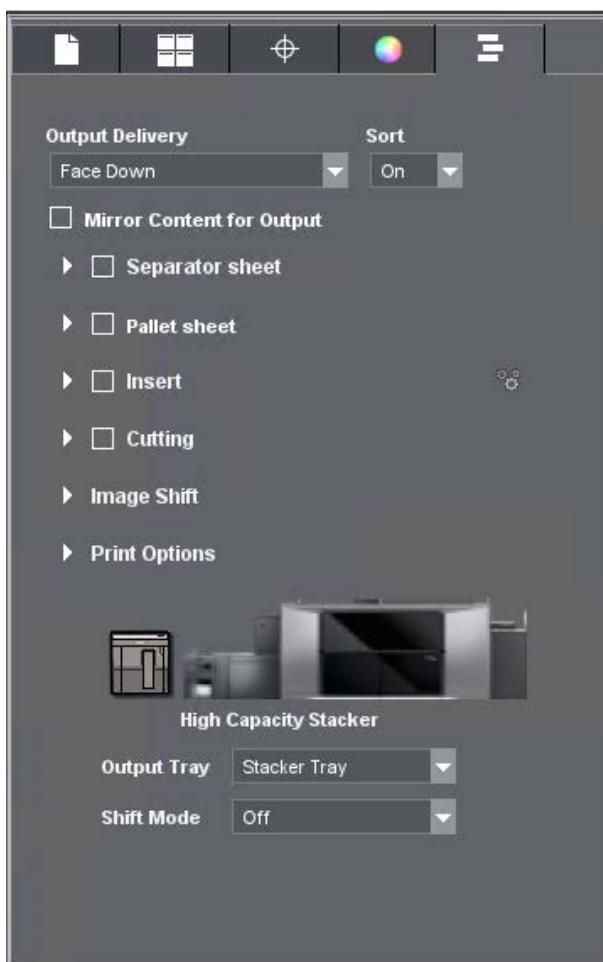 Output Delivery Sort
Face Down On
Mirror Content for Output
Separator sheet
Pallet sheet
Insert
Cutting
Image Shift
Print Options
High Capacity Stacker
Output Tray Stacker Tray
Shift Mode Off